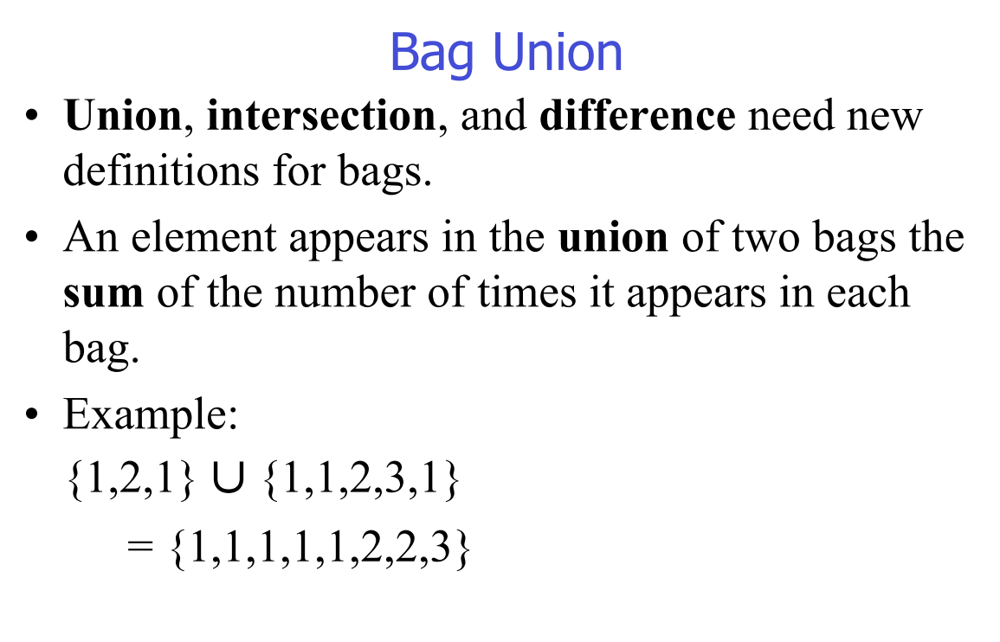 Bag Union
• Union, intersection, and difference need new
definitions for bags.
• An element appears in the union of two bags the
sum of the number of times it appears in each
bag.
• Example:
{1,2,1} ∪ {1,1,2,3,1}
= {1,1,1,1,1,2,2,3}